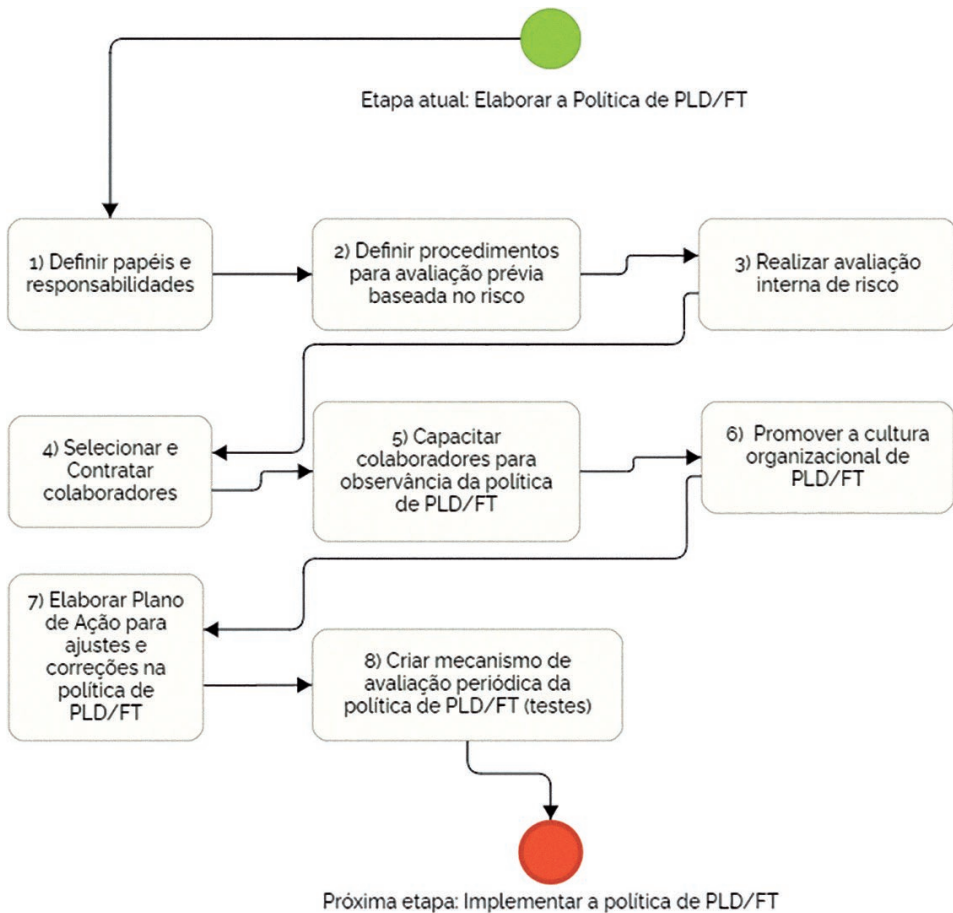 Etapa atual: Elaborar a Política de PLD/FT
1) Definir papéis e
responsabilidades
2) Definir procedimentos
para avaliação prévia
baseada no risco
3) Realizar avaliação
interna de risco
4) Selecionar e
Contratar
colaboradores
5) Capacitar
colaboradores para
observância da política
de PLD/FT
6) Promover a cultura
organizacional de
PLD/FT
7) Elaborar Plano
de Ação para
ajustes e
correções na
política de
PLD/FT
8) Criar mecanismo de
avaliação periódica da
política de PLD/FT (testes)
Próxima etapa: Implementar a política de PLD/FT